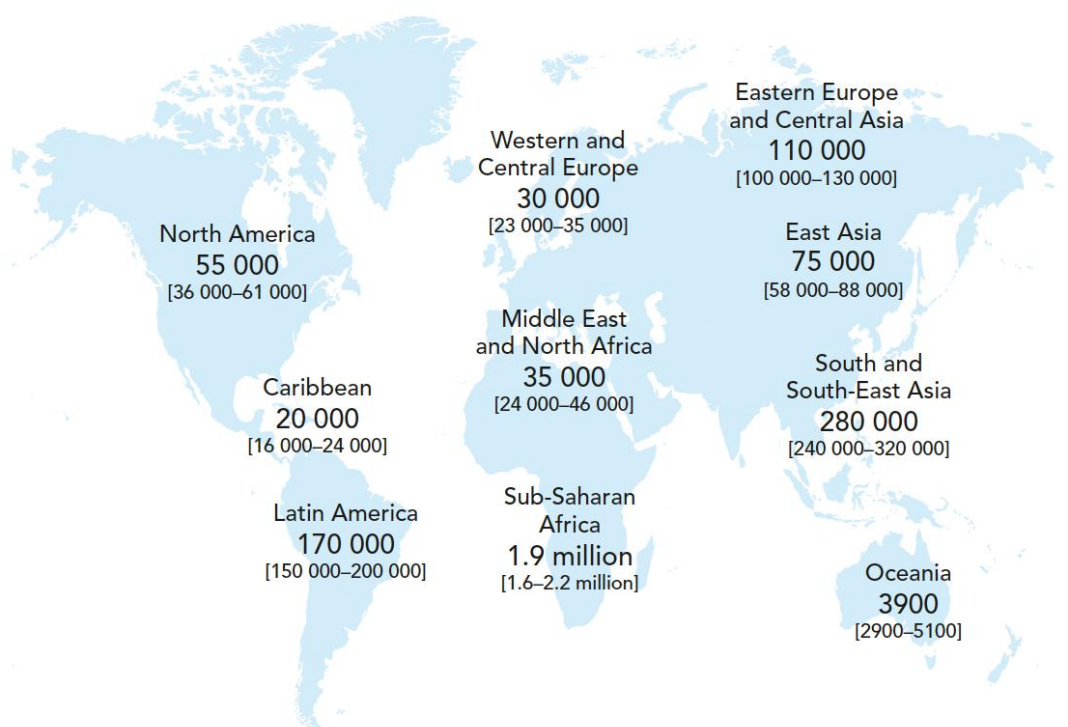 Eastern Europe
and Central Asia
110 000
[100 000–130 000]
Western and
Central Europe
30 000
[23 000–35 000]
North America
55 000
[36 000–61 000]
East Asia
75 000
[58 000–88 000]
Middle East
and North Africa
35 000
[24 000–46 000]
Caribbean
20 000
[16 000–24 000]
South and
South-East Asia
280 000
[240 000–320 000]
Latin America
170 000
[150 000–200 000]
Sub-Saharan
Africa
1.9 million
[1.6–2.2 million]
Oceania
3900
[2900–5100]